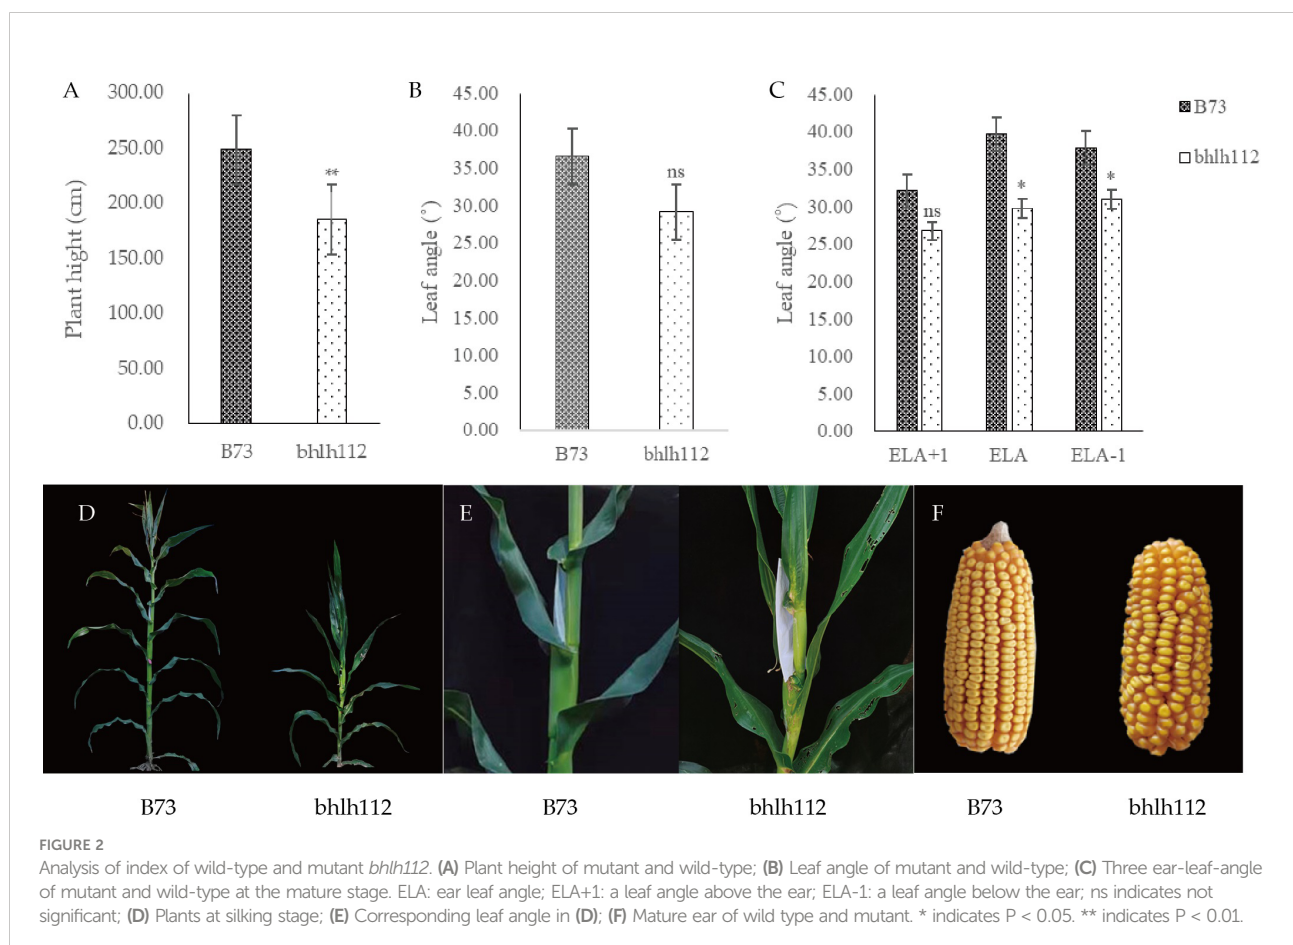 A
300.00
250.00
200.00
150.00
100.00
50.00
0.00
Plant hight (cm)
**
B73
bhlh112
B
45.00
40.00
35.00
30.00
25.00
20.00
15.00
10.00
5.00
0.00
Leaf angle (°)
ns
B73
bhlh112
C
45.00
40.00
35.00
30.00
25.00
20.00
15.00
10.00
5.00
0.00
Leaf angle (°)
ns
*
*
ELA+1
ELA
ELA-1
B73
bhlh112
D
E
F
B73
bhlh112
B73
bhlh112
B73
bhlh112
FIGURE 2
Analysis of index of wild-type and mutant bhlh112. (A) Plant height of mutant and wild-type; (B) Leaf angle of mutant and wild-type; (C) Three ear-leaf-angle
of mutant and wild-type at the mature stage. ELA: ear leaf angle; ELA+1: a leaf angle above the ear; ELA-1: a leaf angle below the ear; ns indicates not
significant; (D) Plants at silking stage; (E) Corresponding leaf angle in (D); (F) Mature ear of wild type and mutant. * indicates P < 0.05. ** indicates P < 0.01.